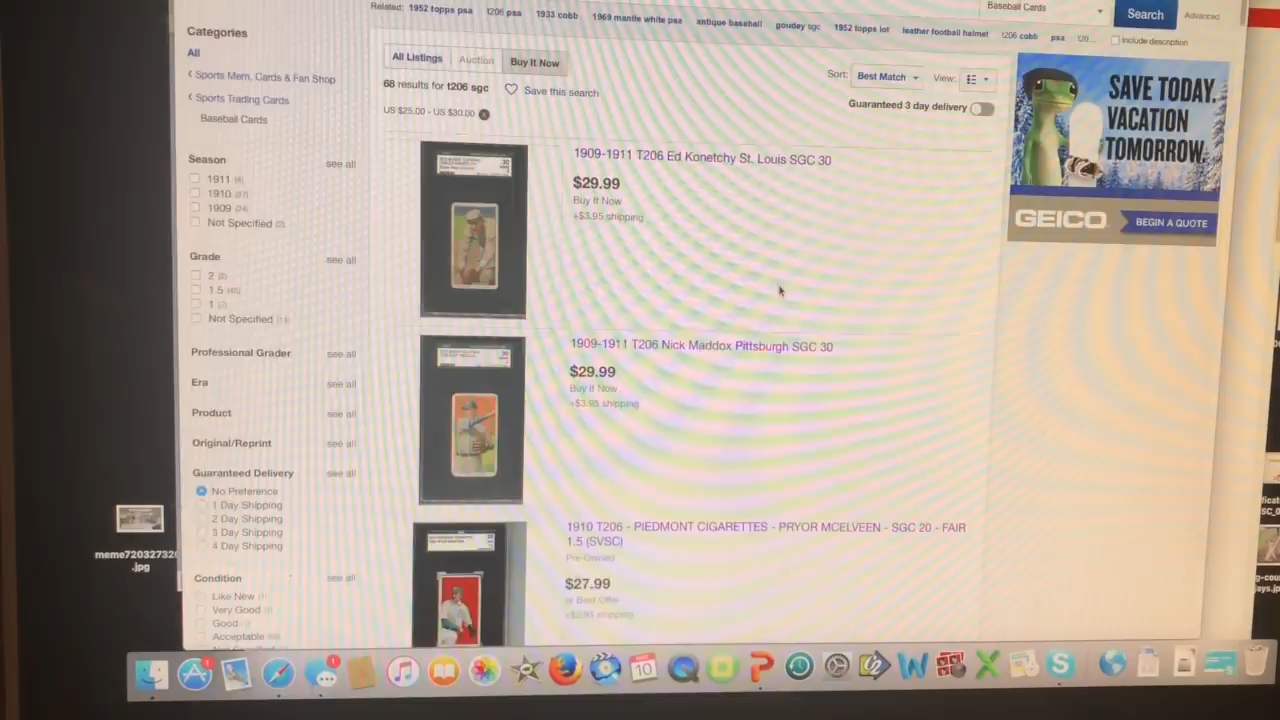 Related: 1952 topps psa t206 psa 1933 cobb 1969 mantle white psa antique baseball goudey sgc 1952 topps lot leather football helmet t206 cobb psa t20...
Baseball Cards
Search
Advanced
Include description
Categories
All
Sports Mem, Cards & Fan Shop
Sports Trading Cards
Baseball Cards
Season see all
1911
1910
1909
Not Specified
Grade see all
2
1.5
1
Not Specified
Professional Grader see all
Era see all
Product see all
Original/Reprint see all
Guaranteed Delivery see all
No Preference
1 Day Shipping
2 Day Shipping
3 Day Shipping
4 Day Shipping
Condition see all
Like New
Very Good
Good
Acceptable
All Listings Auction Buy It Now
68 results for t206 sgc
Save this search
US $25.00 - US $30.00
Sort: Best Match View:
Guaranteed 3 day delivery
1909-1911 T206 Ed Konetchy St. Louis SGC 30
$29.99
Buy It Now
+$3.95 shipping
1909-1911 T206 Nick Maddox Pittsburgh SGC 30
$29.99
Buy It Now
+$3.95 shipping
1910 T206 - PIEDMONT CIGARETTES - PRYOR MCELVEEN - SGC 20 - FAIR
1.5 (SVSC)
Pre-Owned
$27.99
or Best Offer
SAVE TODAY.
VACATION
TOMORROW.
GEICO
BEGIN A QUOTE
meme720327320
.jpg
10